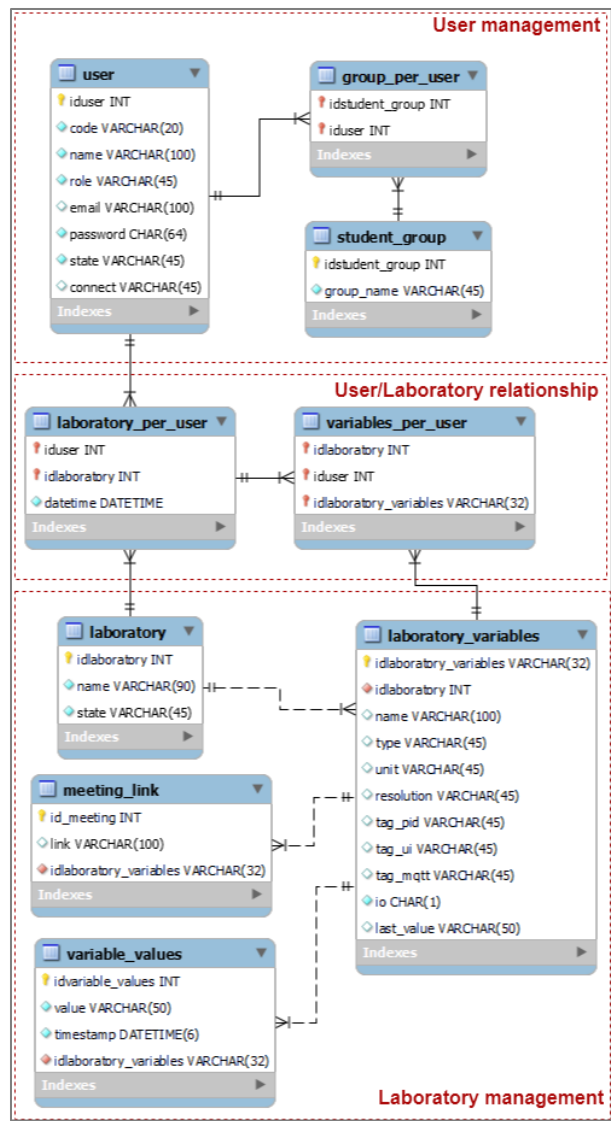 User management
user
iduser INT
code VARCHAR(20)
name VARCHAR(100)
role VARCHAR(45)
email VARCHAR(100)
password CHAR(64)
state VARCHAR(45)
connect VARCHAR(45)
Indexes
group_per_user
idstudent_group INT
iduser INT
Indexes
student_group
idstudent_group INT
group_name VARCHAR(45)
Indexes
User/Laboratory relationship
laboratory_per_user
iduser INT
idlaboratory INT
datetime DATETIME
Indexes
variables_per_user
idlaboratory INT
iduser INT
idlaboratory_variables VARCHAR(32)
Indexes
laboratory
idlaboratory INT
name VARCHAR(90)
state VARCHAR(45)
Indexes
laboratory_variables
idlaboratory_variables VARCHAR(32)
idlaboratory INT
name VARCHAR(100)
type VARCHAR(45)
unit VARCHAR(45)
resolution VARCHAR(45)
tag_pid VARCHAR(45)
tag_ui VARCHAR(45)
tag_mqtt VARCHAR(45)
io CHAR(1)
last_value VARCHAR(50)
Indexes
meeting_link
id_meeting INT
link VARCHAR(100)
idlaboratory_variables VARCHAR(32)
Indexes
variable_values
idvariable_values INT
value VARCHAR(50)
timestamp DATETIME(6)
idlaboratory_variables VARCHAR(32)
Indexes
Laboratory management